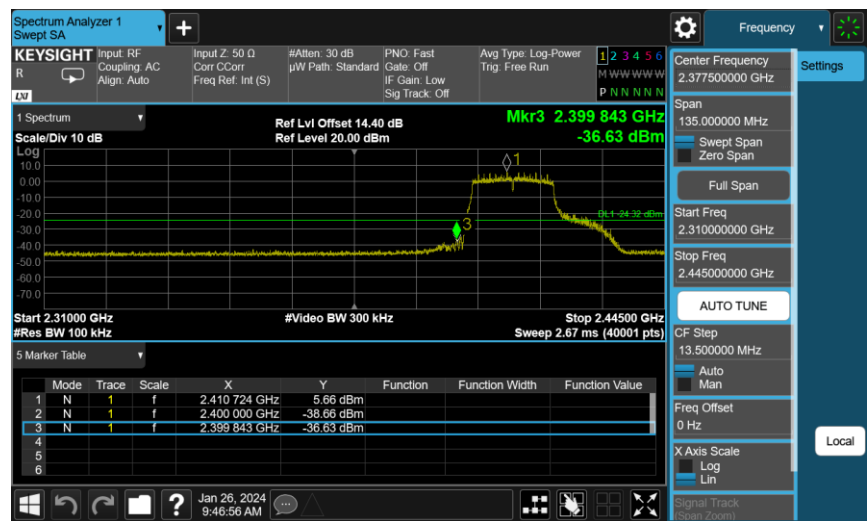 Spectrum Analyzer 1
Swept SA
+
Frequency
KEYSIGHT
R
LXI
Input: RF
Coupling: AC
Align: Auto
Input Z: 50 Ω
Corr CCorr
Freq Ref: Int (S)
#Atten: 30 dB
µW Path: Standard
PNO: Fast
Gate: Off
IF Gain: Low
Sig Track: Off
Avg Type: Log-Power
Trig: Free Run
1 2 3 4 5 6
M W W W W W
P N N N N N
1 Spectrum
Scale/Div 10 dB
Ref Lvl Offset 14.40 dB
Ref Level 20.00 dBm
Mkr3 2.399 843 GHz
-36.63 dBm
Log
10.0
0.00
-10.0
-20.0
-30.0
-40.0
-50.0
-60.0
-70.0
1
3
DL1 -24.32 dBm
Start 2.31000 GHz
#Res BW 100 kHz
#Video BW 300 kHz
Stop 2.44500 GHz
Sweep 2.67 ms (40001 pts)
5 Marker Table
Mode Trace Scale X Y Function Function Width Function Value
1 N 1 f 2.410 724 GHz 5.66 dBm
2 N 1 f 2.400 000 GHz -38.66 dBm
3 N 1 f 2.399 843 GHz -36.63 dBm
4
5
6
?
Jan 26, 2024
9:46:56 AM
Center Frequency
2.377500000 GHz
Span
135.000000 MHz
Swept Span
Zero Span
Full Span
Start Freq
2.310000000 GHz
Stop Freq
2.445000000 GHz
AUTO TUNE
CF Step
13.500000 MHz
Auto
Man
Freq Offset
0 Hz
X Axis Scale
Log
Lin
Signal Track
(Span Zoom)
Settings
Local